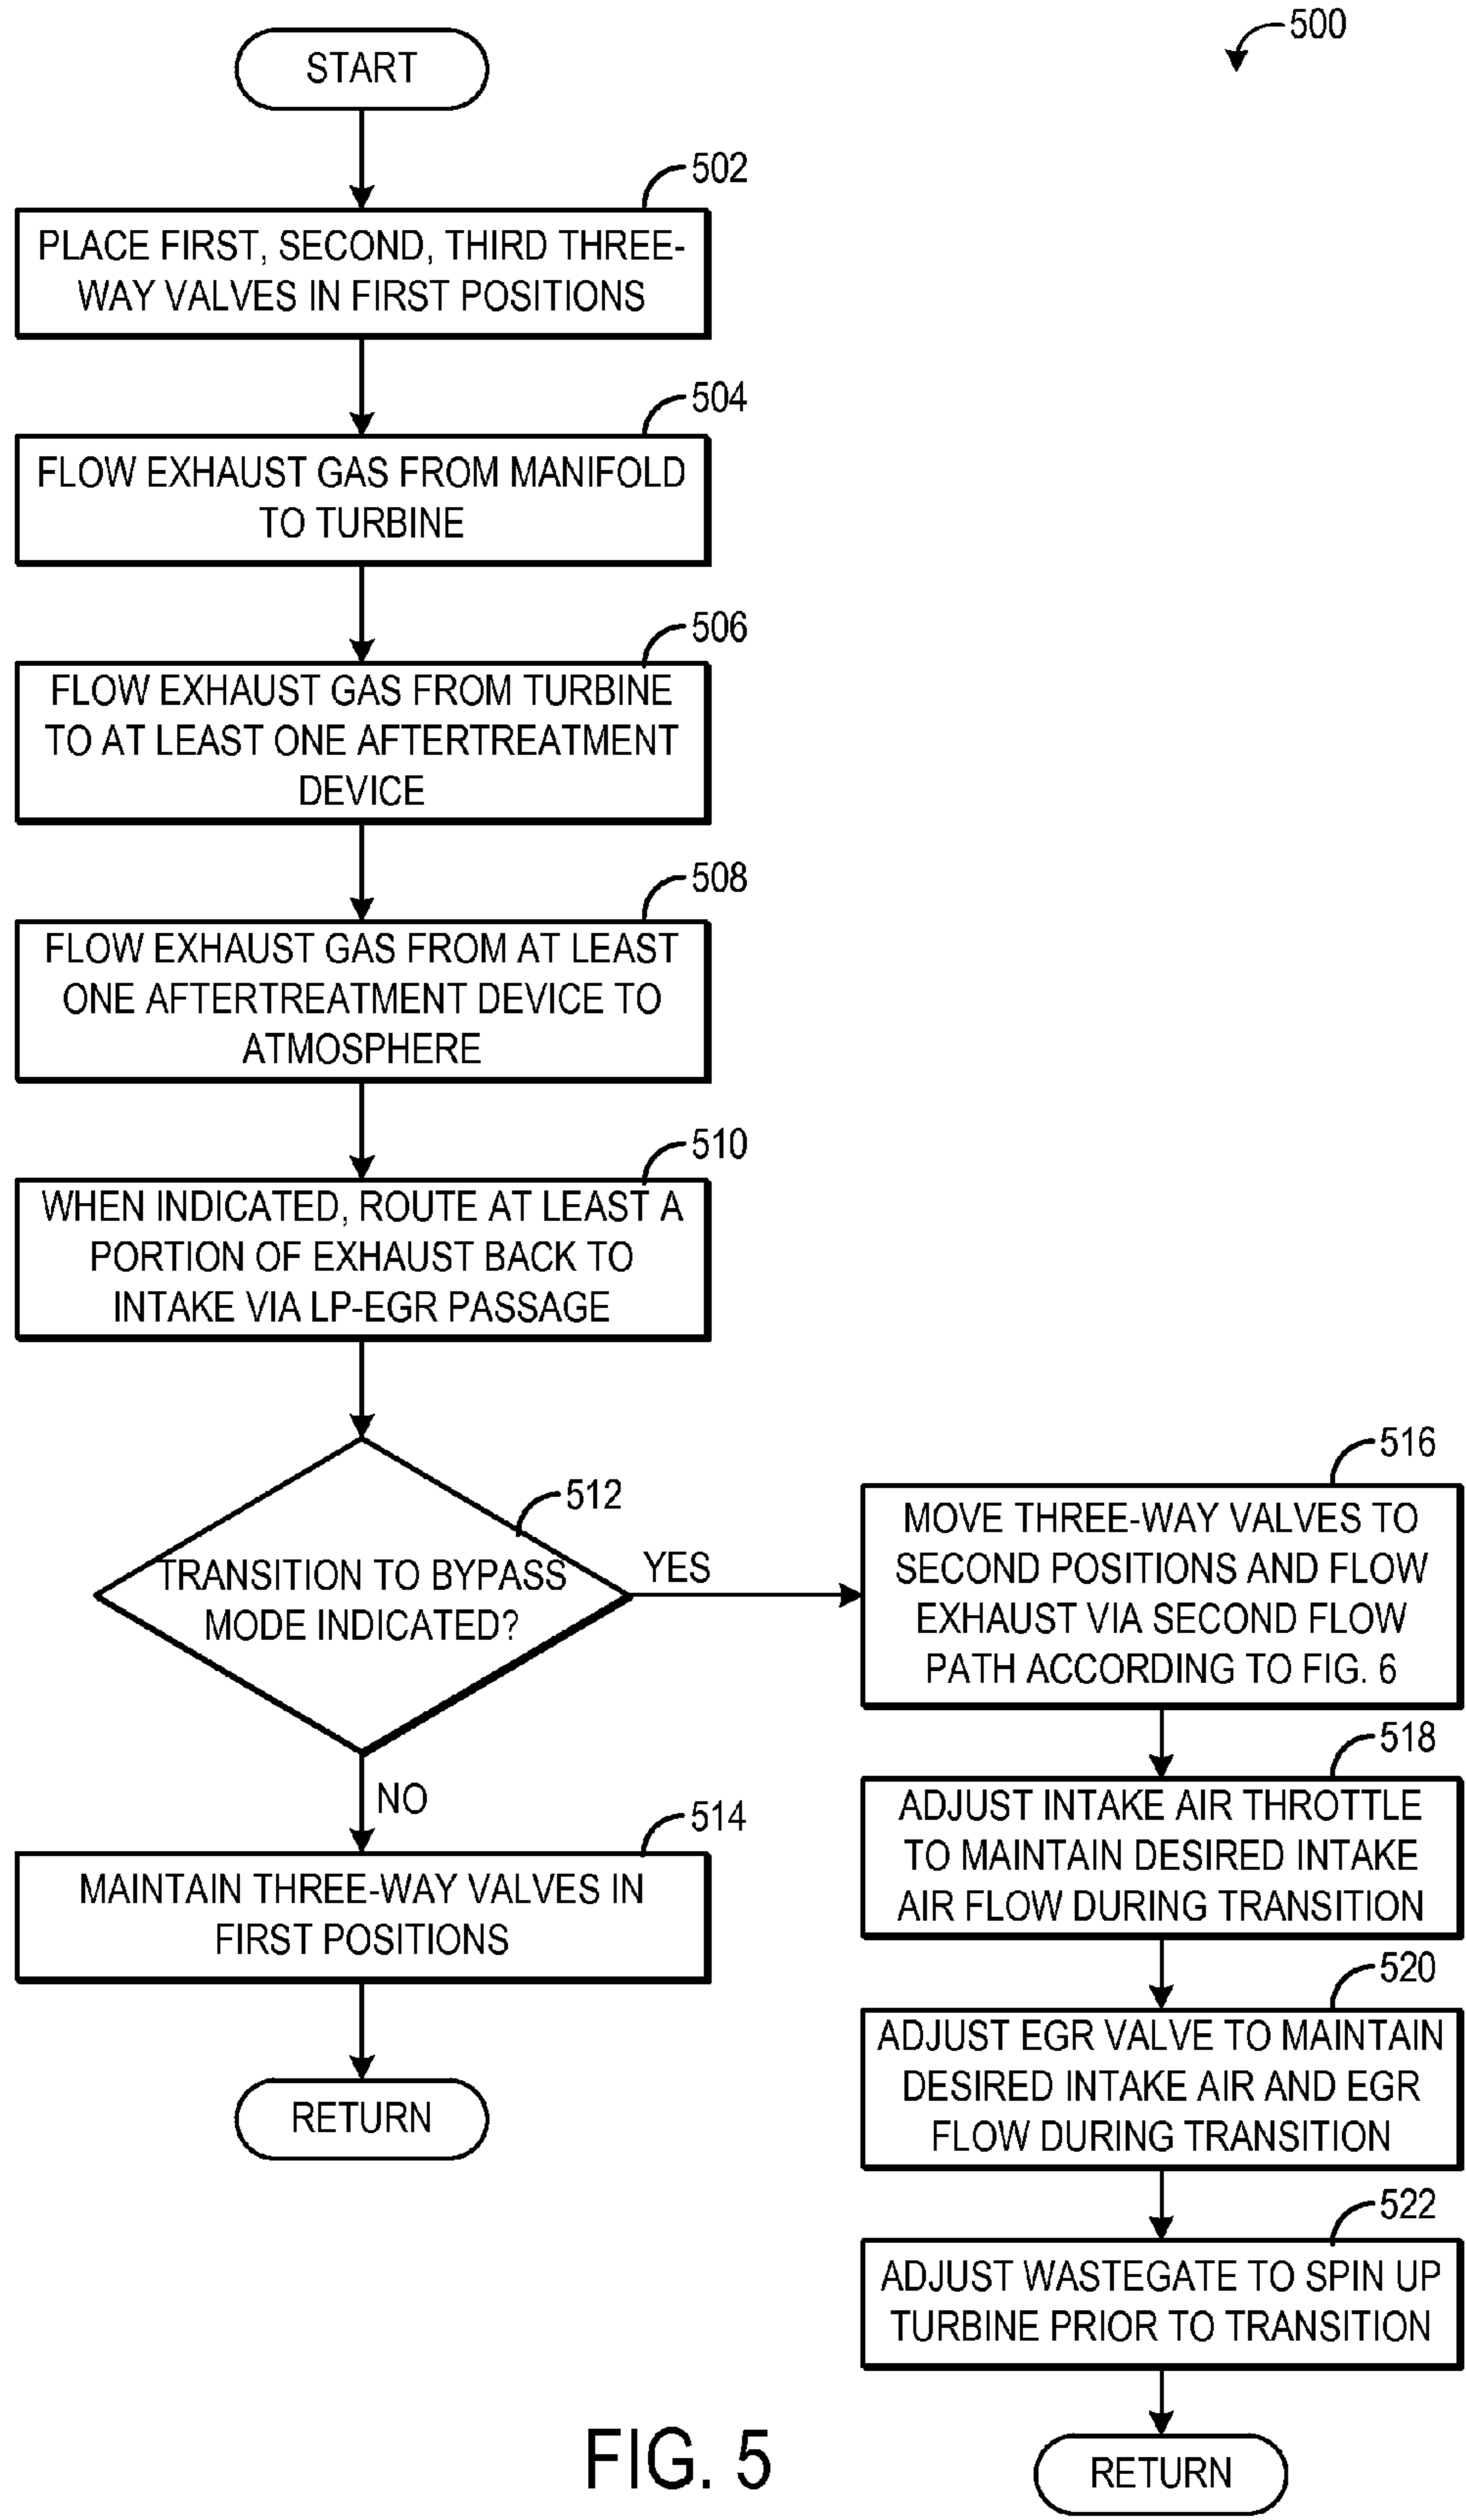 500
START
502
PLACE FIRST, SECOND, THIRD THREE-
WAY VALVES IN FIRST POSITIONS
504
FLOW EXHAUST GAS FROM MANIFOLD
TO TURBINE
506
FLOW EXHAUST GAS FROM TURBINE
TO AT LEAST ONE AFTERTREATMENT
DEVICE
508
FLOW EXHAUST GAS FROM AT LEAST
ONE AFTERTREATMENT DEVICE TO
ATMOSPHERE
510
WHEN INDICATED, ROUTE AT LEAST A
PORTION OF EXHAUST BACK TO
INTAKE VIA LP-EGR PASSAGE
512
TRANSITION TO BYPASS
MODE INDICATED?
YES
NO
514
MAINTAIN THREE-WAY VALVES IN
FIRST POSITIONS
RETURN
516
MOVE THREE-WAY VALVES TO
SECOND POSITIONS AND FLOW
EXHAUST VIA SECOND FLOW
PATH ACCORDING TO FIG. 6
518
ADJUST INTAKE AIR THROTTLE
TO MAINTAIN DESIRED INTAKE
AIR FLOW DURING TRANSITION
520
ADJUST EGR VALVE TO MAINTAIN
DESIRED INTAKE AIR AND EGR
FLOW DURING TRANSITION
522
ADJUST WASTEGATE TO SPIN UP
TURBINE PRIOR TO TRANSITION
RETURN
FIG. 5